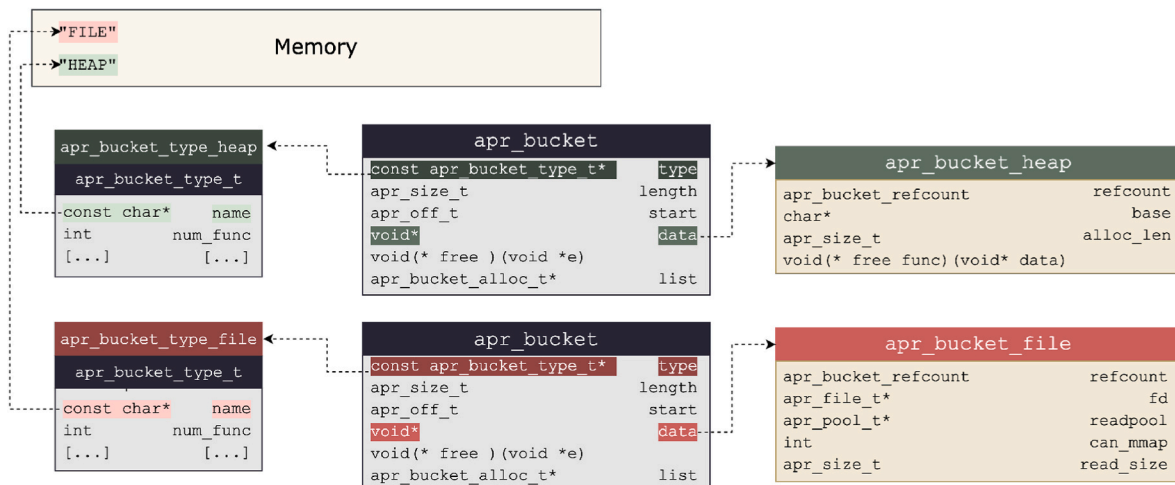 "FILE"
Memory
"HEAP"
apr_bucket_type_heap
apr_bucket_type_t
const char* name
int num_func
[...] [...]
apr_bucket
const apr_bucket_type_t* type
apr_size_t length
apr_off_t start
void* data
void(* free )(void *e)
apr_bucket_alloc_t* list
apr_bucket_heap
apr_bucket_refcount refcount
char* base
apr_size_t alloc_len
void(* free func)(void* data)
apr_bucket_type_file
apr_bucket_type_t
const char* name
int num_func
[...] [...]
apr_bucket
const apr_bucket_type_t* type
apr_size_t length
apr_off_t start
void* data
void(* free )(void *e)
apr_bucket_alloc_t* list
apr_bucket_file
apr_bucket_refcount refcount
apr_file_t* fd
apr_pool_t* readpool
int can_mmap
apr_size_t read_size